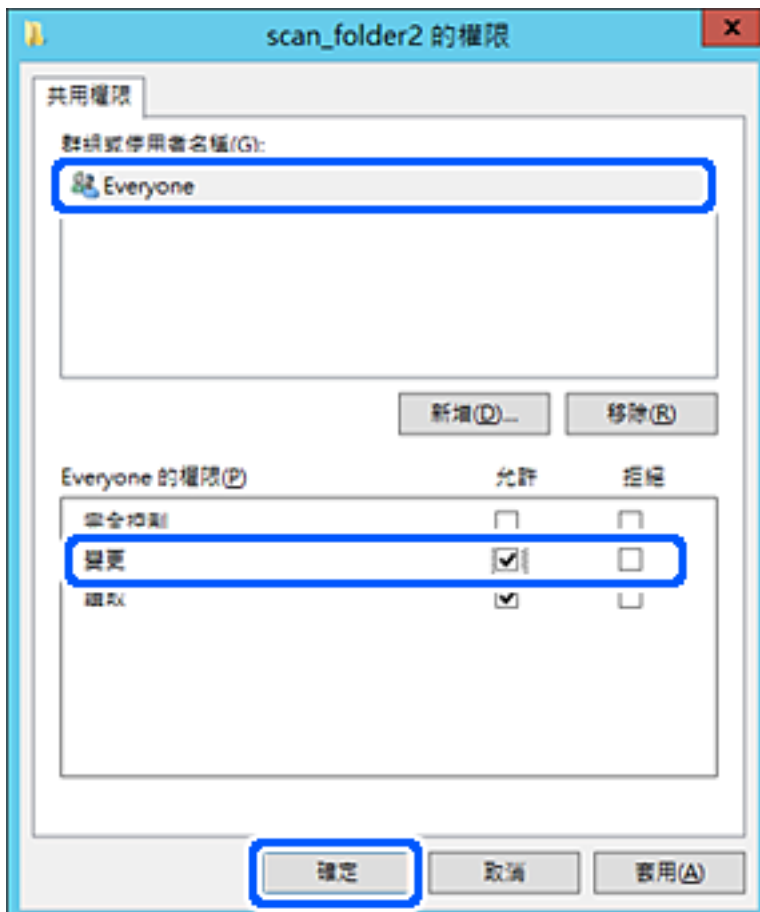 scan_folder2 的權限
x
共用權限
群組或使用者名稱(G):
Everyone
新增(D)... 移除(R)
Everyone 的權限(P) 允許 拒絕
完全控制
變更
讀取
確定 取消 套用(A)